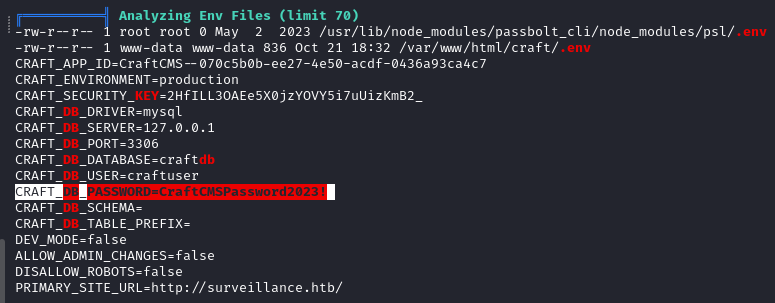 Analyzing Env Files (limit 70)
-rw-r--r-- 1 root root 0 May  2  2023 /usr/lib/node_modules/passbolt_cli/node_modules/psl/.env
-rw-r--r-- 1 www-data www-data 836 Oct 21 18:32 /var/www/html/craft/.env
CRAFT_APP_ID=CraftCMS--070c5b0b-ee27-4e50-acdf-0436a93ca4c7
CRAFT_ENVIRONMENT=production
CRAFT_SECURITY_KEY=2HfILL3OAEe5X0jzYOVY5i7uUizKmB2_
CRAFT_DB_DRIVER=mysql
CRAFT_DB_SERVER=127.0.0.1
CRAFT_DB_PORT=3306
CRAFT_DB_DATABASE=craftdb
CRAFT_DB_USER=craftuser
CRAFT_DB_PASSWORD=CraftCMSPassword2023!
CRAFT_DB_SCHEMA=
CRAFT_DB_TABLE_PREFIX=
DEV_MODE=false
ALLOW_ADMIN_CHANGES=false
DISALLOW_ROBOTS=false
PRIMARY_SITE_URL=http://surveillance.htb/